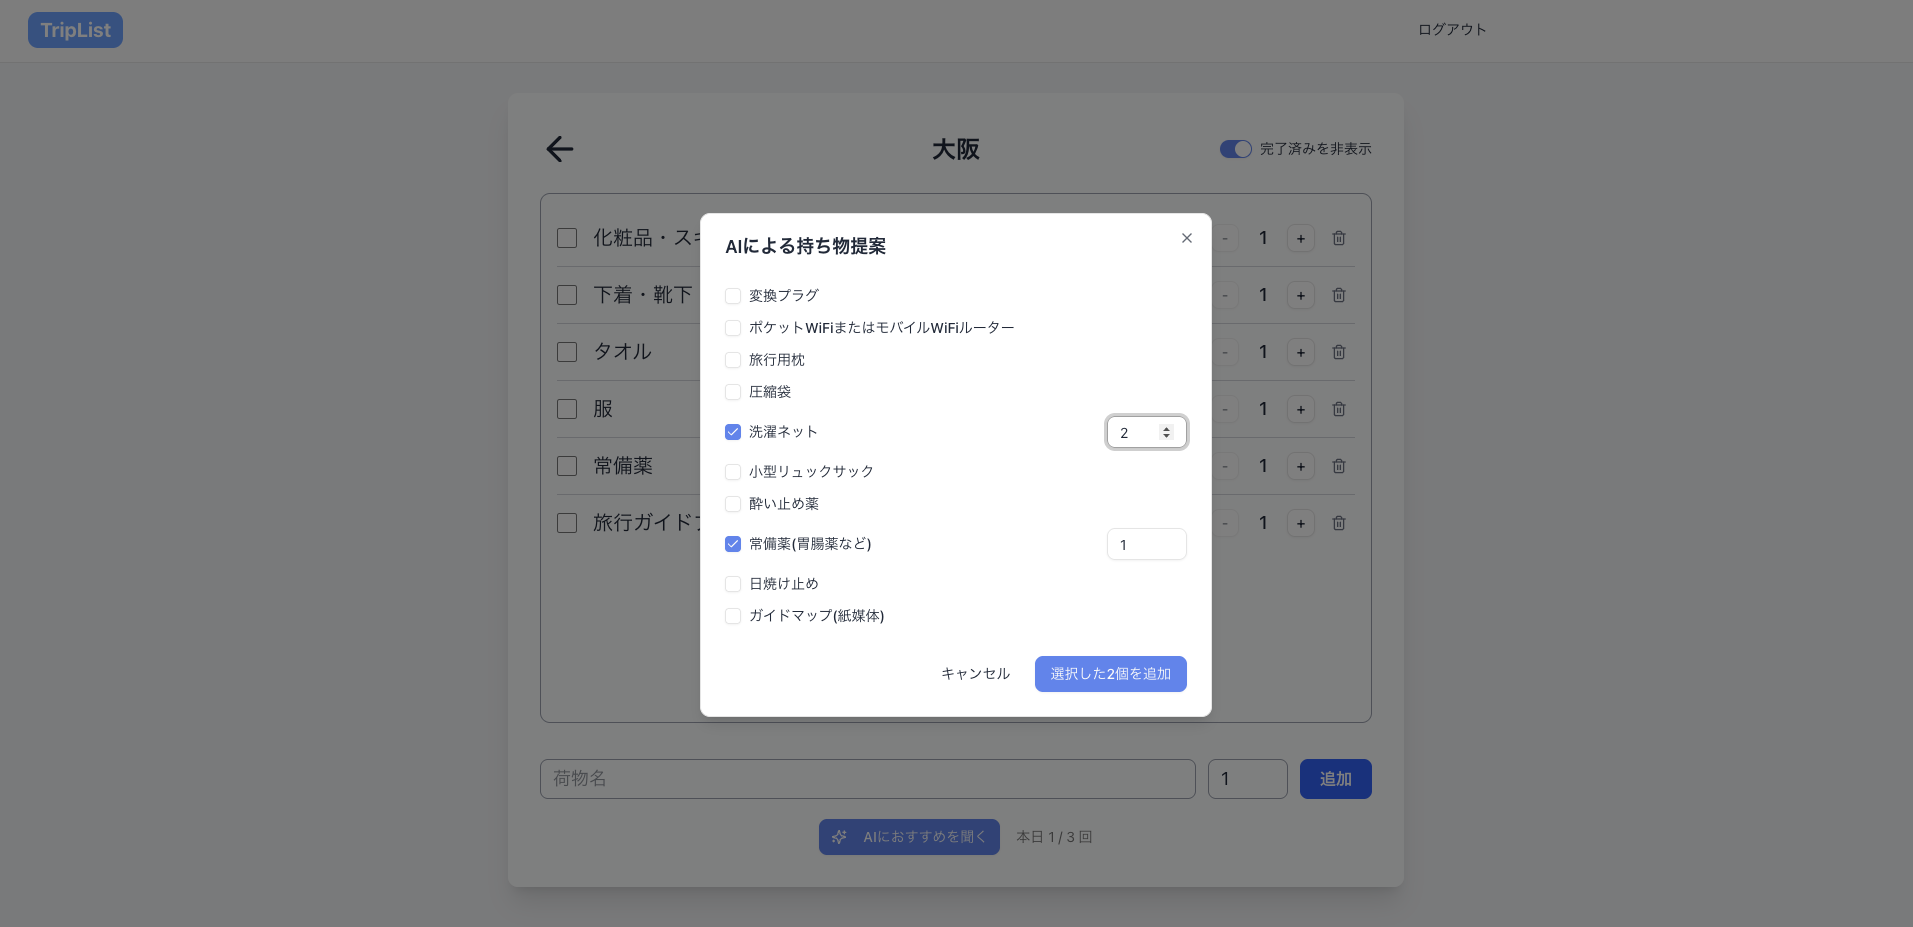 TripList
ログアウト
大阪
完了済みを非表示
化粧品・スキ
- 1 +
下着・靴下
- 1 +
タオル
- 1 +
服
- 1 +
常備薬
- 1 +
旅行ガイド
- 1 +
AIによる持ち物提案
変換プラグ
ポケットWiFiまたはモバイルWiFiルーター
旅行用枕
圧縮袋
洗濯ネット
2
小型リュックサック
酔い止め薬
常備薬(胃腸薬など)
1
日焼け止め
ガイドマップ(紙媒体)
キャンセル
選択した2個を追加
荷物名
1
追加
AIにおすすめを聞く
本日 1 / 3 回